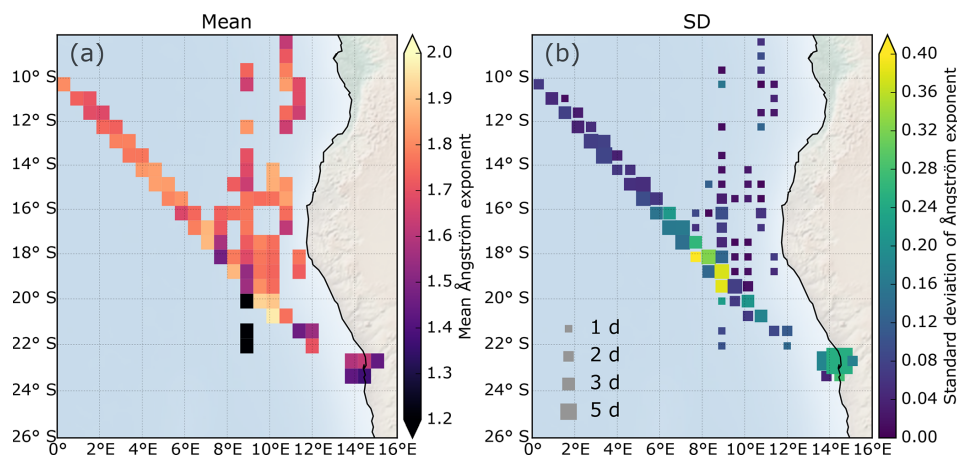 Mean
SD
(a)
(b)
10° S
12° S
14° S
16° S
18° S
20° S
22° S
24° S
26° S
0°
2°E
4°E
6°E
8°E
10°E
12°E
14°E
16°E
2.0
1.9
1.8
1.7
1.6
1.5
1.4
1.3
1.2
Mean Ångström exponent
10° S
12° S
14° S
16° S
18° S
20° S
22° S
24° S
26° S
1 d
2 d
3 d
5 d
0°
2°E
4°E
6°E
8°E
10°E
12°E
14°E
16°E
0.40
0.36
0.32
0.28
0.24
0.20
0.16
0.12
0.08
0.04
0.00
Standard deviation of Ångström exponent